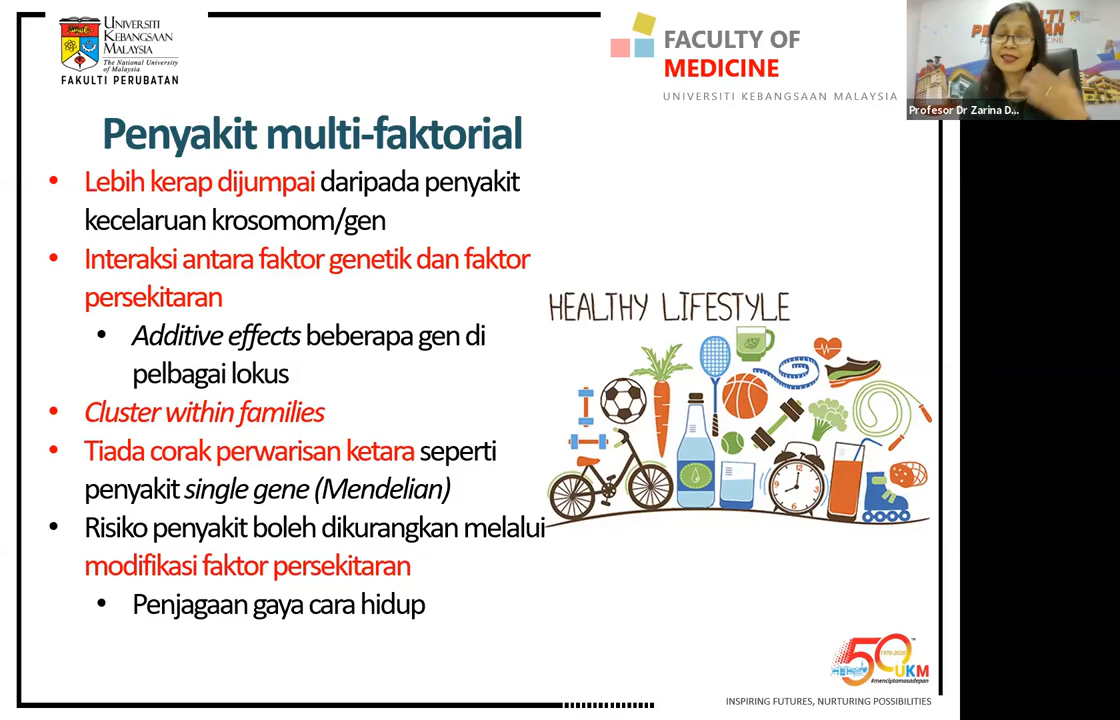 UNIVERSITI
KEBANGSAAN
MALAYSIA
The National University
of Malaysia
FAKULTI PERUBATAN
FACULTY OF
MEDICINE
UNIVERSITI KEBANGSAAN MALAYSIA
Profesor Dr Zarina D...
Penyakit multi-faktorial
• Lebih kerap dijumpai daripada penyakit
kecelaruan krosomom/gen
• Interaksi antara faktor genetik dan faktor
persekitaran
• Additive effects beberapa gen di
pelbagai lokus
• Cluster within families
• Tiada corak perwarisan ketara seperti
penyakit single gene (Mendelian)
• Risiko penyakit boleh dikurangkan melalui
modifikasi faktor persekitaran
• Penjagaan gaya cara hidup
HEALTHY LIFESTYLE
50
1970-2020
UKM
#menciptamasadepan
INSPIRING FUTURES, NURTURING POSSIBILITIES